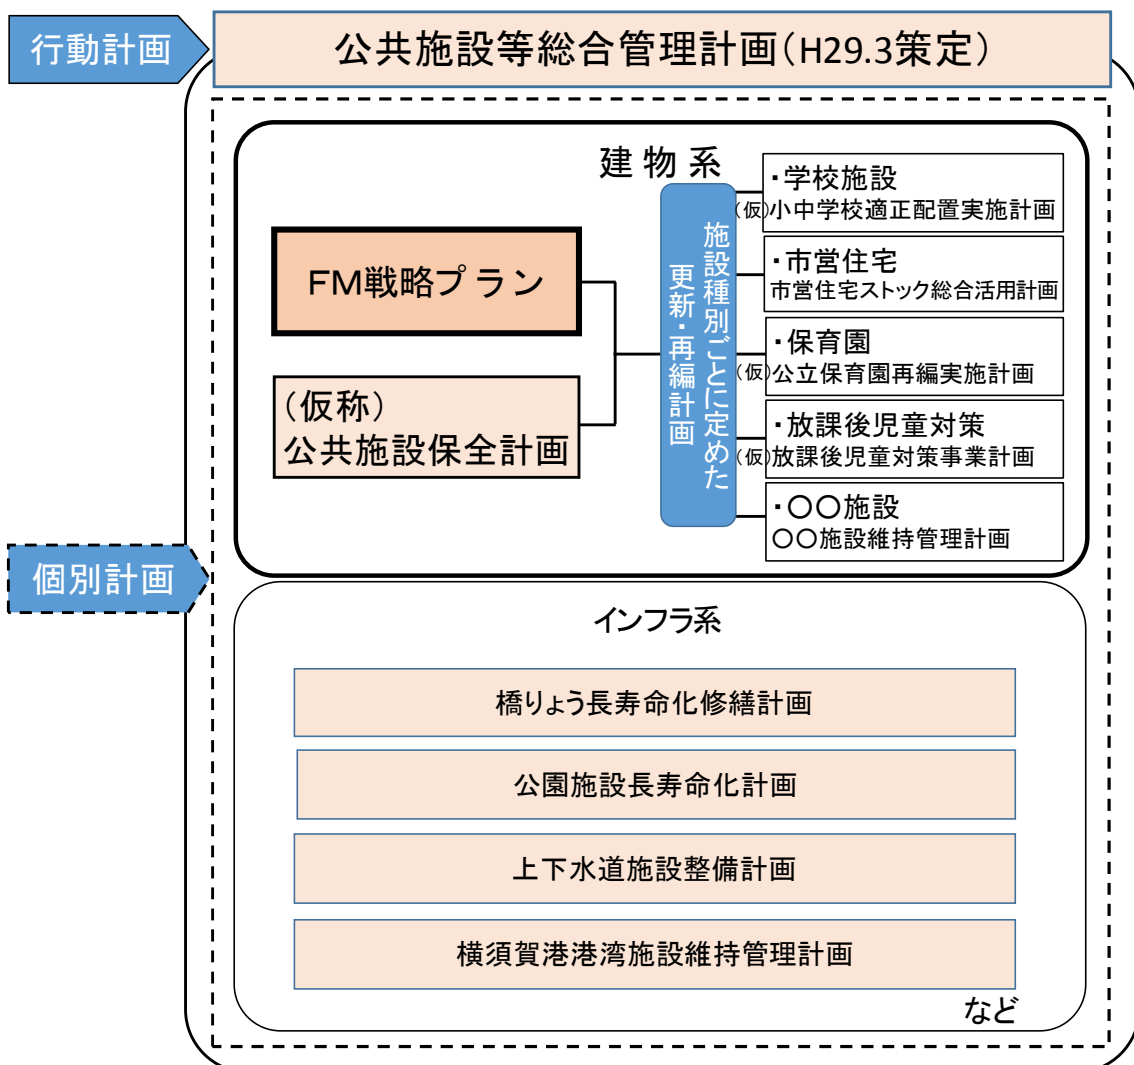 行動計画
公共施設等総合管理計画（H29.3策定）
建物系
FM戦略プラン
（仮称）
公共施設保全計画
施設種別ごとに定めた
更新・再編計画
・学校施設
（仮）小中学校適正配置実施計画
・市営住宅
市営住宅ストック総合活用計画
・保育園
（仮）公立保育園再編実施計画
・放課後児童対策
（仮）放課後児童対策事業計画
・〇〇施設
〇〇施設維持管理計画
個別計画
インフラ系
橋りょう長寿命化修繕計画
公園施設長寿命化計画
上下水道施設整備計画
横須賀港港湾施設維持管理計画
など